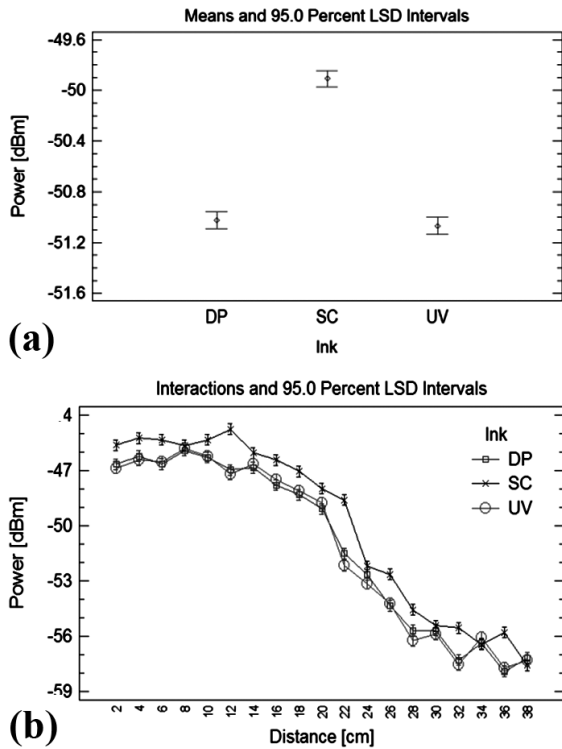 Means and 95.0 Percent LSD Intervals
Power [dBm]
-49.6
-50
-50.4
-50.8
-51.2
-51.6
DP SC UV
Ink
(a)
Interactions and 95.0 Percent LSD Intervals
Power [dBm]
4
-47
-50
-53
-56
-59
Ink
DP
SC
UV
2 4 6 8 10 12 14 16 18 20 22 24 26 28 30 32 34 36 38
Distance [cm]
(b)